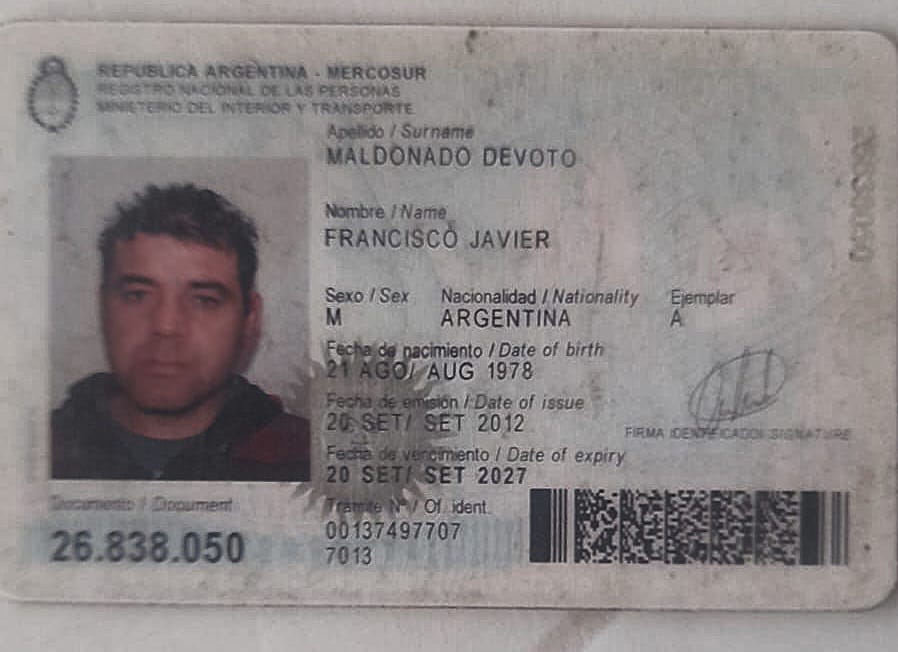 REPUBLICA ARGENTINA - MERCOSUR
REGISTRO NACIONAL DE LAS PERSONAS
MINISTERIO DEL INTERIOR Y TRANSPORTE
Apellido / Surname
MALDONADO DEVOTO
Nombre / Name
FRANCISCO JAVIER
Sexo / Sex Nacionalidad / Nationality Ejemplar
M ARGENTINA A
Fecha de nacimiento / Date of birth
21 AGO/ AUG 1978
Fecha de emisión / Date of issue
20 SET/ SET 2012
FIRMA IDENTIFICADO/ SIGNATURE
Fecha de vencimiento / Date of expiry
20 SET/ SET 2027
Documento / Document
Tramite Nº / Of. ident.
00137497707
26.838.050
7013